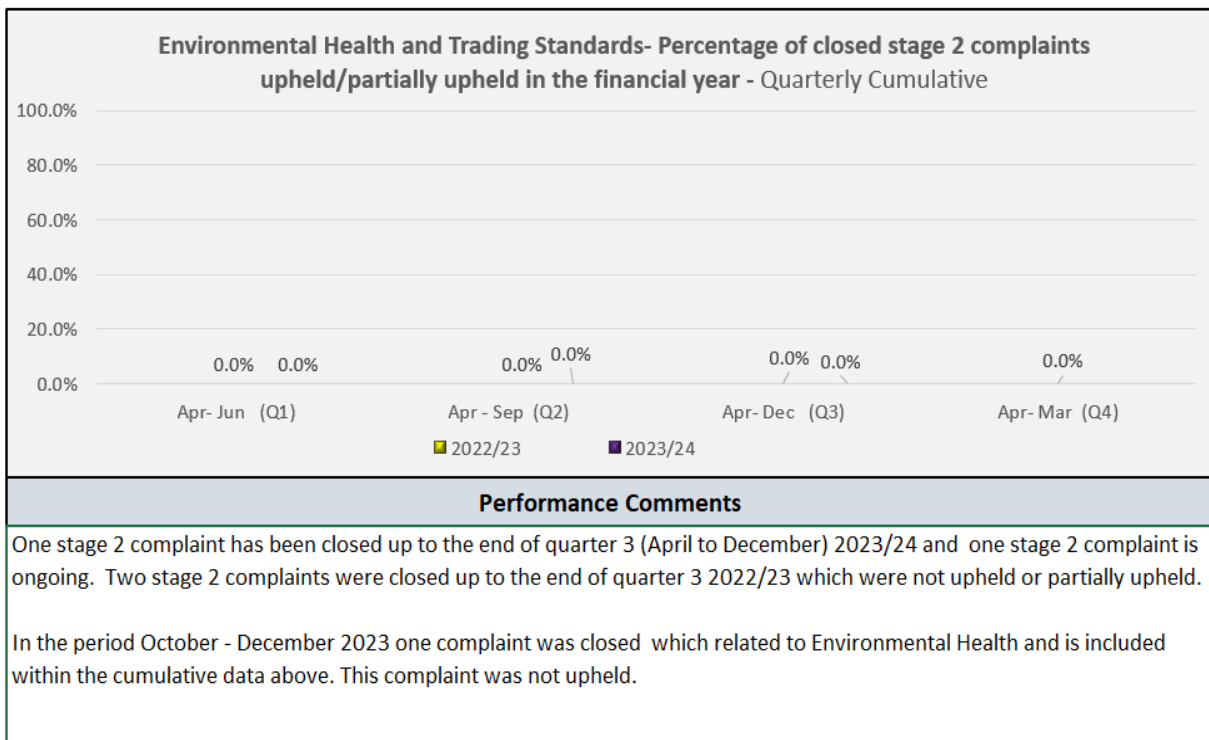 Environmental Health and Trading Standards- Percentage of closed stage 2 complaints
upheld/partially upheld in the financial year - Quarterly Cumulative
100.0%
80.0%
60.0%
40.0%
20.0%
0.0%
0.0% 0.0% 0.0% 0.0% 0.0% 0.0% 0.0%
Apr- Jun (Q1) Apr - Sep (Q2) Apr- Dec (Q3) Apr- Mar (Q4)
2022/23 2023/24
Performance Comments
One stage 2 complaint has been closed up to the end of quarter 3 (April to December) 2023/24 and one stage 2 complaint is
ongoing. Two stage 2 complaints were closed up to the end of quarter 3 2022/23 which were not upheld or partially upheld.
In the period October - December 2023 one complaint was closed which related to Environmental Health and is included
within the cumulative data above. This complaint was not upheld.